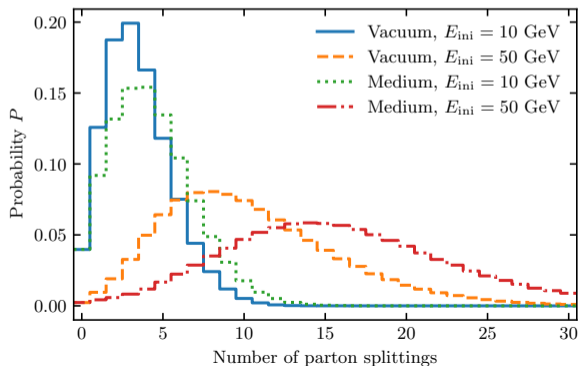 Vacuum, E_ini = 10 GeV
Vacuum, E_ini = 50 GeV
Medium, E_ini = 10 GeV
Medium, E_ini = 50 GeV
Probability P
0.20
0.15
0.10
0.05
0.00
0 5 10 15 20 25 30
Number of parton splittings